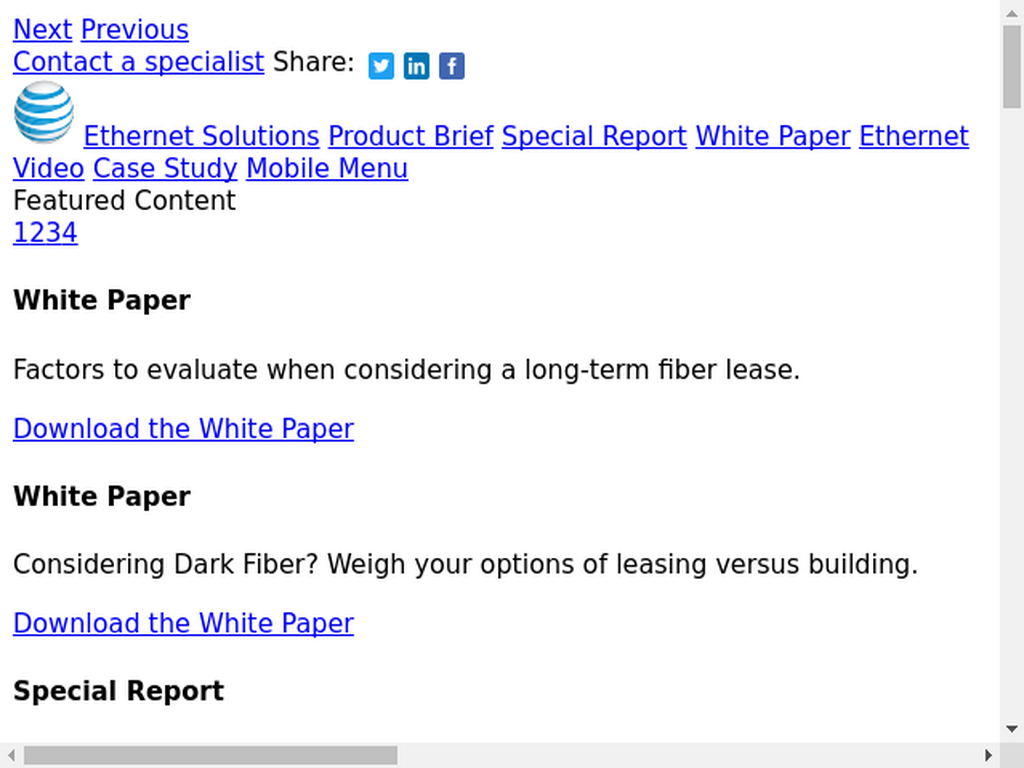 Next Previous
Contact a specialist Share:
Ethernet Solutions Product Brief Special Report White Paper Ethernet
Video Case Study Mobile Menu
Featured Content
1234
White Paper
Factors to evaluate when considering a long-term fiber lease.
Download the White Paper
White Paper
Considering Dark Fiber? Weigh your options of leasing versus building.
Download the White Paper
Special Report